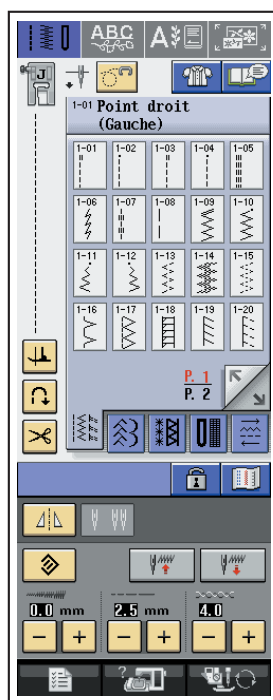 ABC A
J
1-01 Point droit
(Gauche)
1-01 1-02 1-03 1-04 1-05
1-06 1-07 1-08 1-09 1-10
1-11 1-12 1-13 1-14 1-15
1-16 1-17 1-18 1-19 1-20
P. 1
P. 2
0.0 mm 2.5 mm 4.0
- + - + - +
?